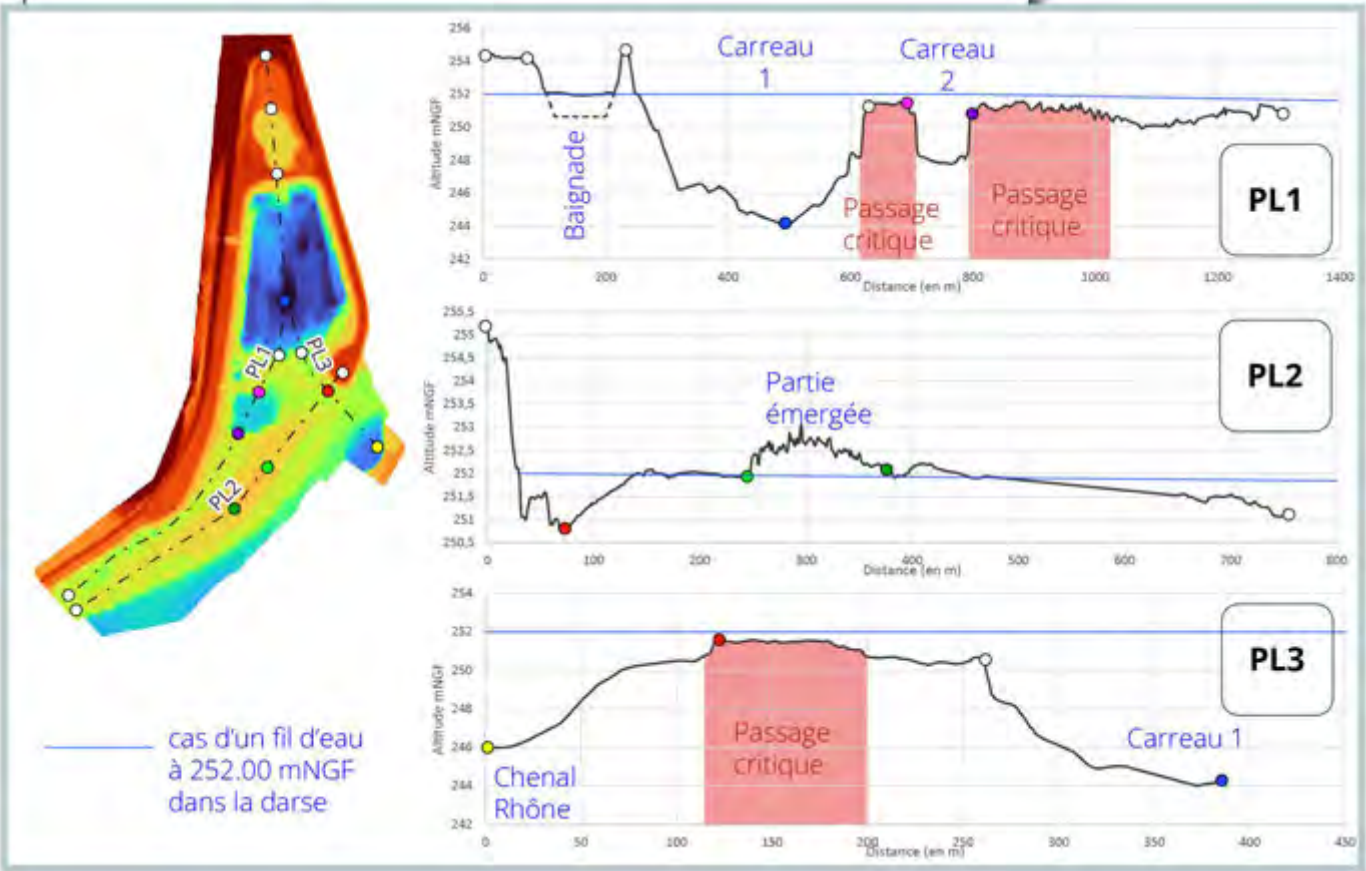 PL1
PL3
PL2
cas d'un fil d'eau
à 252.00 mNGF
dans la darse
256
254
252
250
248
246
244
242
Altitude mNGF
Baignade
Carreau
1
Carreau
2
Passage
critique
Passage
critique
PL1
0
200
400
600
800
1000
1200
1400
Distance (en m)
255,5
255
254,5
254
253,5
253
252,5
252
251,5
251
250,5
Altitude mNGF
Partie
émergée
PL2
0
100
200
300
400
500
600
700
800
Distance (en m)
254
252
250
248
246
244
242
Altitude mNGF
Chenal
Rhône
Passage
critique
Carreau 1
PL3
0
50
100
150
200
250
300
350
400
450
Distance (en m)